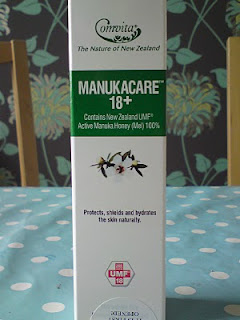 Comvita
The Nature of New Zealand
MANUKACARE™
18+
Contains New Zealand UMF®
Active Manuka Honey (Mel) 100%
Protects, shields and hydrates
the skin naturally.
UMF
18